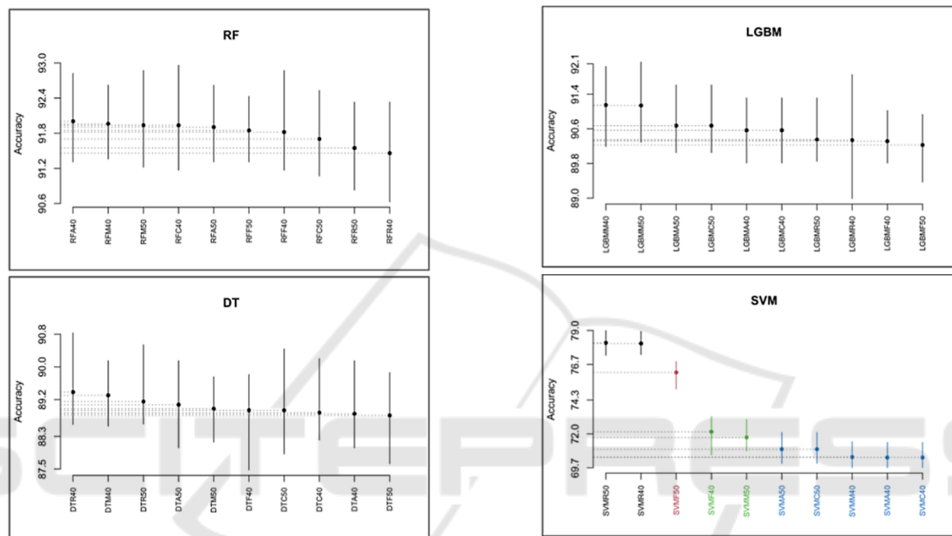 RF
Accuracy
93.0
92.4
91.8
91.2
90.6
RFA40
RFM40
RFM50
RFC40
RFA50
RFF50
RFF40
RFC50
RFR50
RFR40
LGBM
Accuracy
92.1
91.4
90.6
89.8
89.0
LGBMM40
LGBMM50
LGBMA50
LGBMC50
LGBMA40
LGBMC40
LGBMR50
LGBMR40
LGBMF40
LGBMF50
DT
Accuracy
90.8
90.0
89.2
88.3
87.5
DTR40
DTM40
DTR50
DTA50
DTM50
DTF40
DTC50
DTC40
DTA40
DTF50
SVM
Accuracy
79.0
76.7
74.3
72.0
69.7
SVMR50
SVMR40
SVMF50
SVMF40
SVMM50
SVMA50
SVMC50
SVMM40
SVMA40
SVMC40
SCITEPRESS